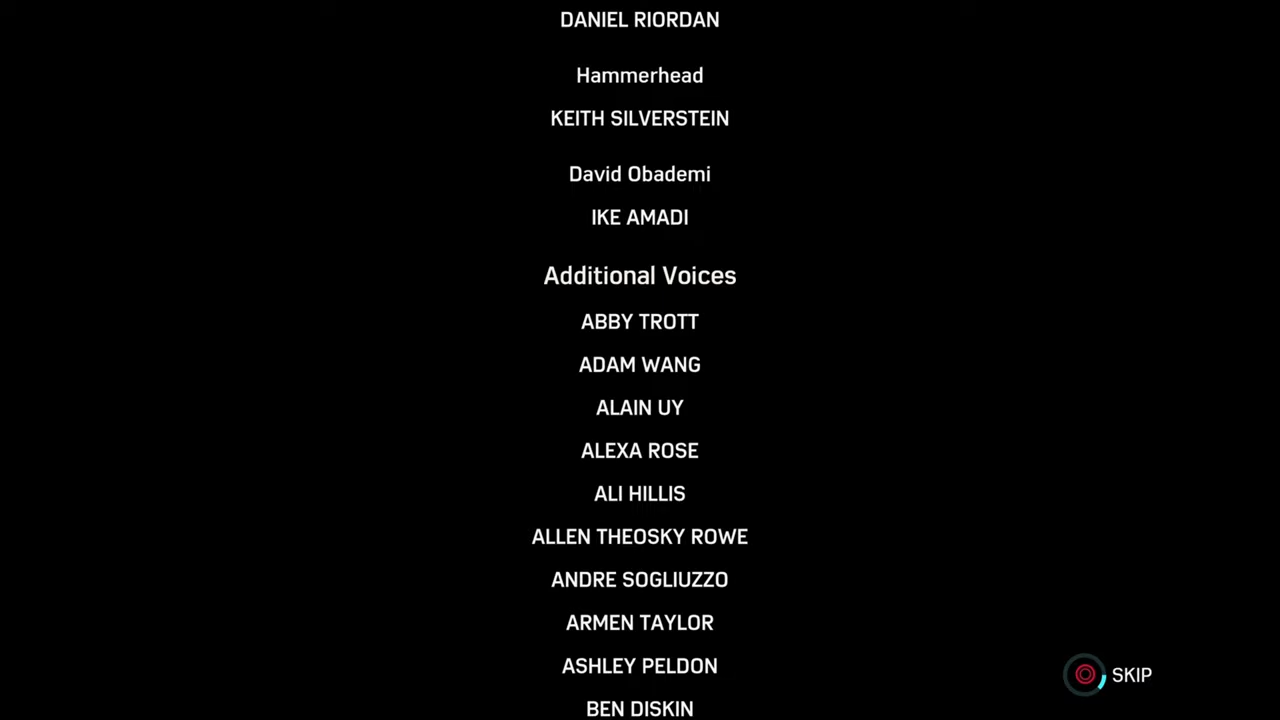 DANIEL RIORDAN
Hammerhead
KEITH SILVERSTEIN
David Obademi
IKE AMADI
Additional Voices
ABBY TROTT
ADAM WANG
ALAIN UY
ALEXA ROSE
ALI HILLIS
ALLEN THEOSKY ROWE
ANDRE SOGLIUZZO
ARMEN TAYLOR
ASHLEY PELDON
SKIP
BEN DISKIN